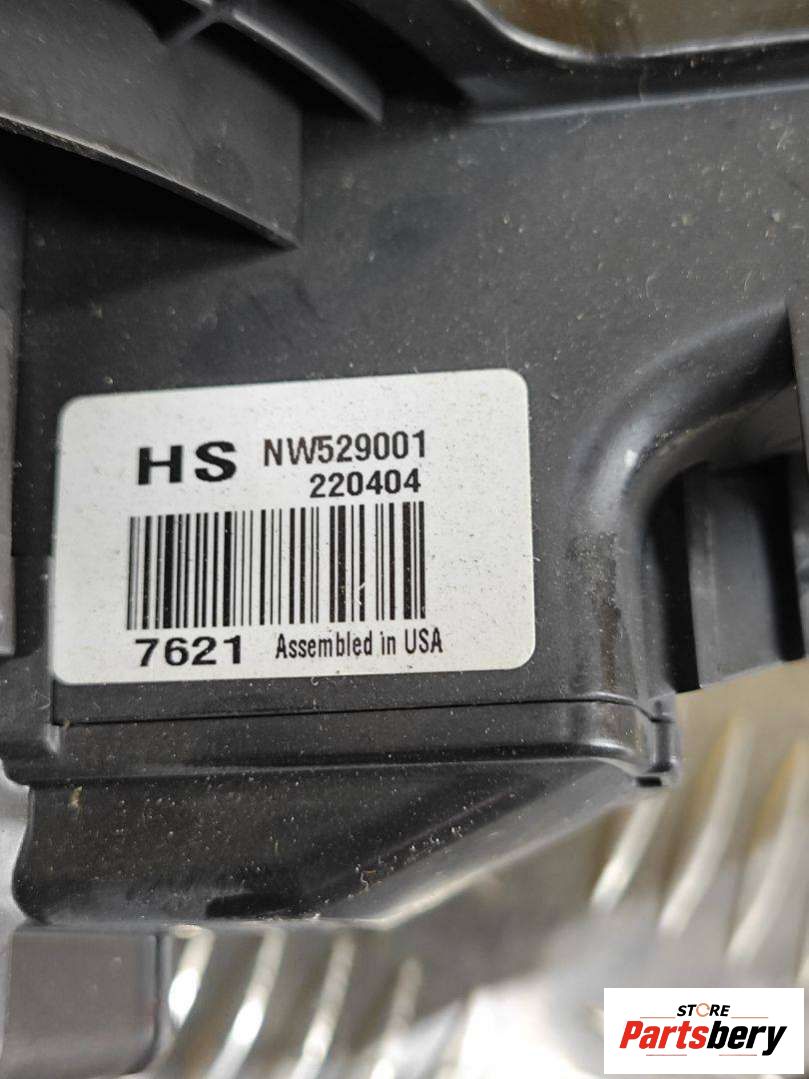 HS NW529001
220404
7621 Assembled in USA
STORE
Partsbery